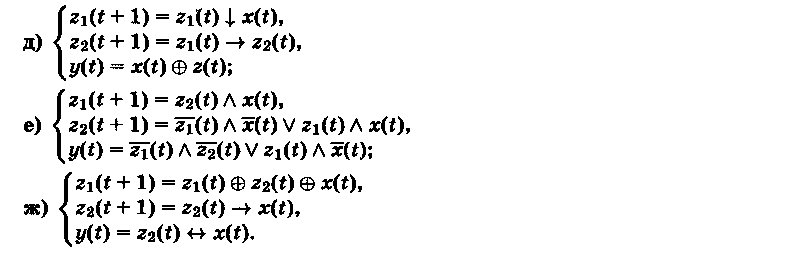 д) { z₁(t + 1) = z₁(t) ↓ x(t),
z₂(t + 1) = z₁(t) → z₂(t),
y(t) = x(t) ⊕ z(t);
е) { z₁(t + 1) = z₂(t) ∧ x(t),
z₂(t + 1) = z̅₁(t) ∧ x̅(t) ∨ z₁(t) ∧ x(t),
y(t) = z̅₁(t) ∧ z̅₂(t) ∨ z₁(t) ∧ x̅(t);
ж) { z₁(t + 1) = z₁(t) ⊕ z₂(t) ⊕ x(t),
z₂(t + 1) = z₂(t) → x(t),
y(t) = z₂(t) ↔ x(t).